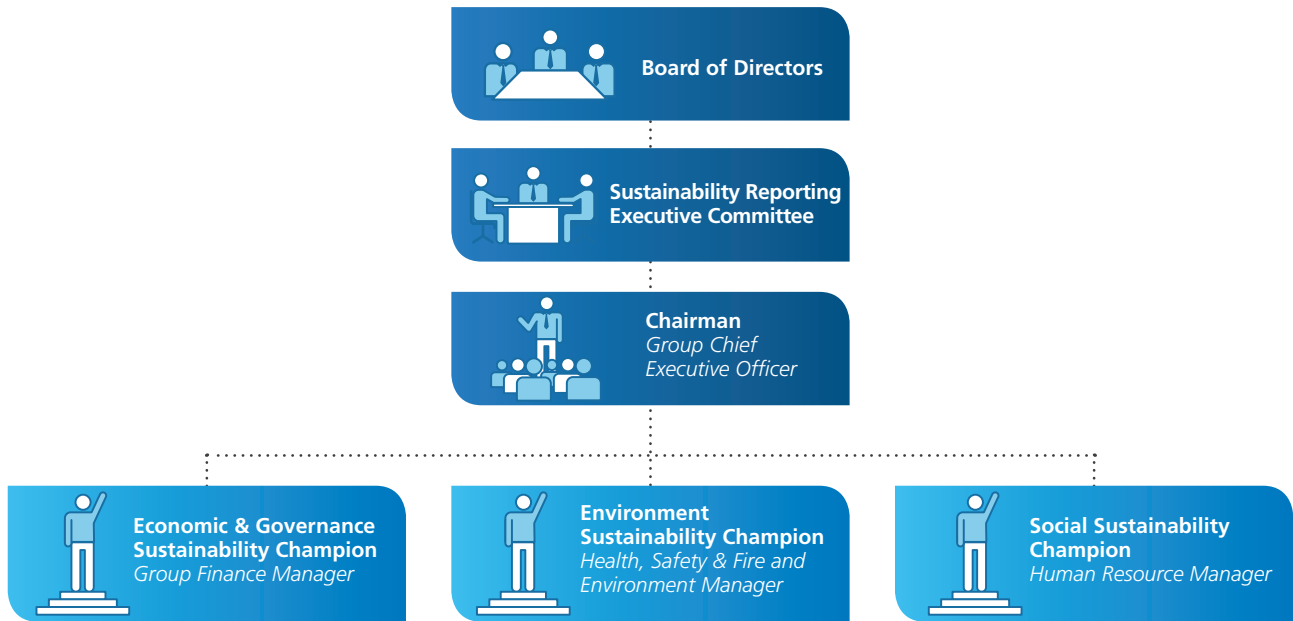 Board of Directors
Sustainability Reporting
Executive Committee
Chairman
Group Chief
Executive Officer
Economic & Governance
Sustainability Champion
Group Finance Manager
Environment
Sustainability Champion
Health, Safety & Fire and
Environment Manager
Social Sustainability
Champion
Human Resource Manager